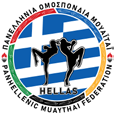 ΠΑΝΕΛΛΗΝΙΑ ΟΜΟΣΠΟΝΔΙΑ ΜΟΥΑΪΤΑΪ
HELLAS
PANHELLENIC MUAYTHAI FEDERATION